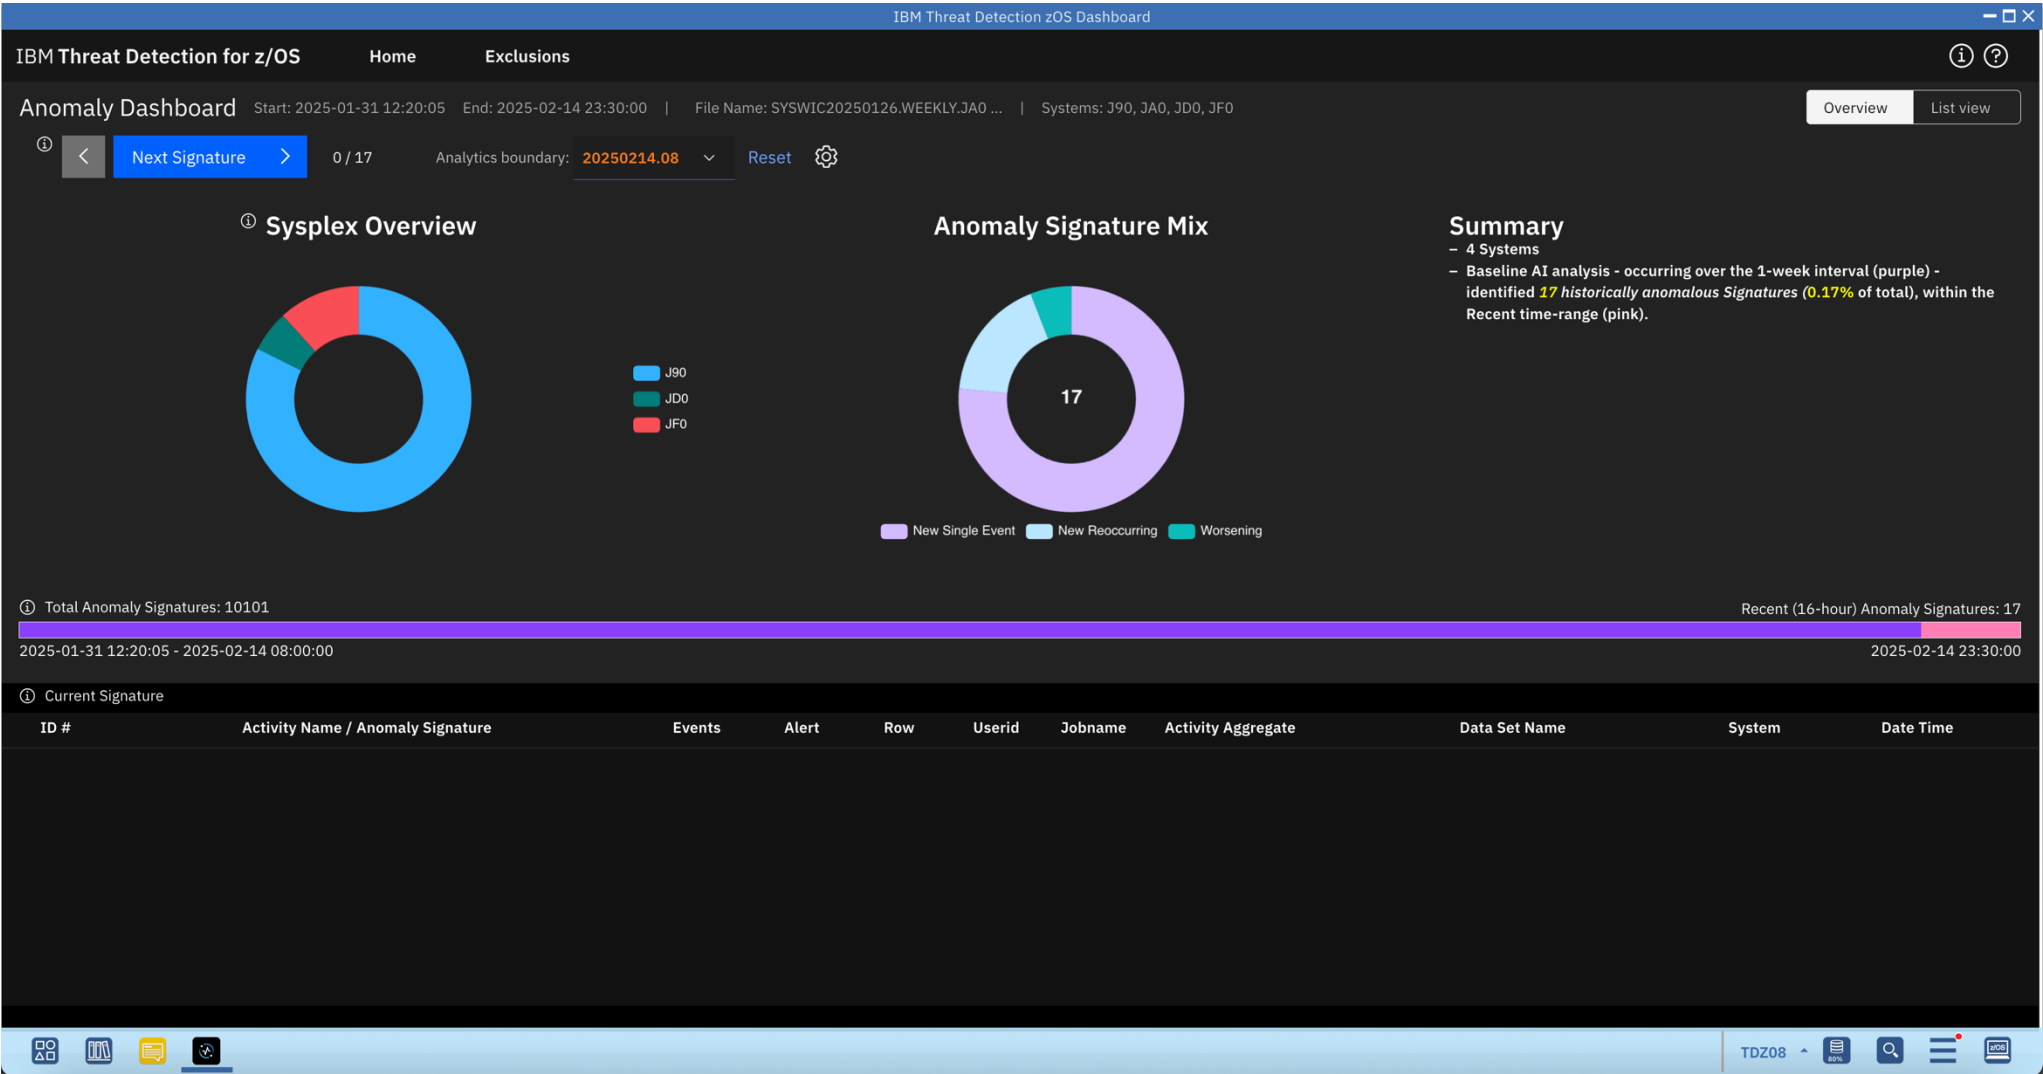 IBM Threat Detection zOS Dashboard
IBM Threat Detection for z/OS Home Exclusions
Anomaly Dashboard Start: 2025-01-31 12:20:05 End: 2025-02-14 23:30:00 | File Name: SYSWIC20250126.WEEKLY.JA0 ... | Systems: J90, JA0, JD0, JF0 Overview List view
Next Signature 0 / 17 Analytics boundary: 20250214.08 Reset
Sysplex Overview
J90
JD0
JF0
Anomaly Signature Mix
17
New Single Event New Reoccurring Worsening
Summary
– 4 Systems
– Baseline AI analysis - occurring over the 1-week interval (purple) -
identified 17 historically anomalous Signatures (0.17% of total), within the
Recent time-range (pink).
Total Anomaly Signatures: 10101 Recent (16-hour) Anomaly Signatures: 17
2025-01-31 12:20:05 - 2025-02-14 08:00:00 2025-02-14 23:30:00
Current Signature
ID # Activity Name / Anomaly Signature Events Alert Row Userid Jobname Activity Aggregate Data Set Name System Date Time
TDZ08 80% z/OS